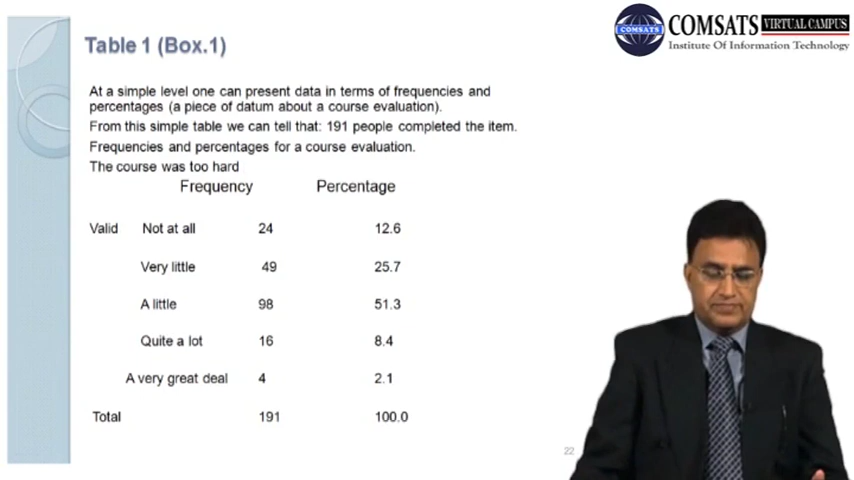 Table 1 (Box.1)
COMSATS VIRTUAL CAMPUS
COMSATS
Institute Of Information Technology
At a simple level one can present data in terms of frequencies and
percentages (a piece of datum about a course evaluation).
From this simple table we can tell that: 191 people completed the item.
Frequencies and percentages for a course evaluation.
The course was too hard
Frequency Percentage
Valid Not at all 24 12.6
Very little 49 25.7
A little 98 51.3
Quite a lot 16 8.4
A very great deal 4 2.1
Total 191 100.0
22